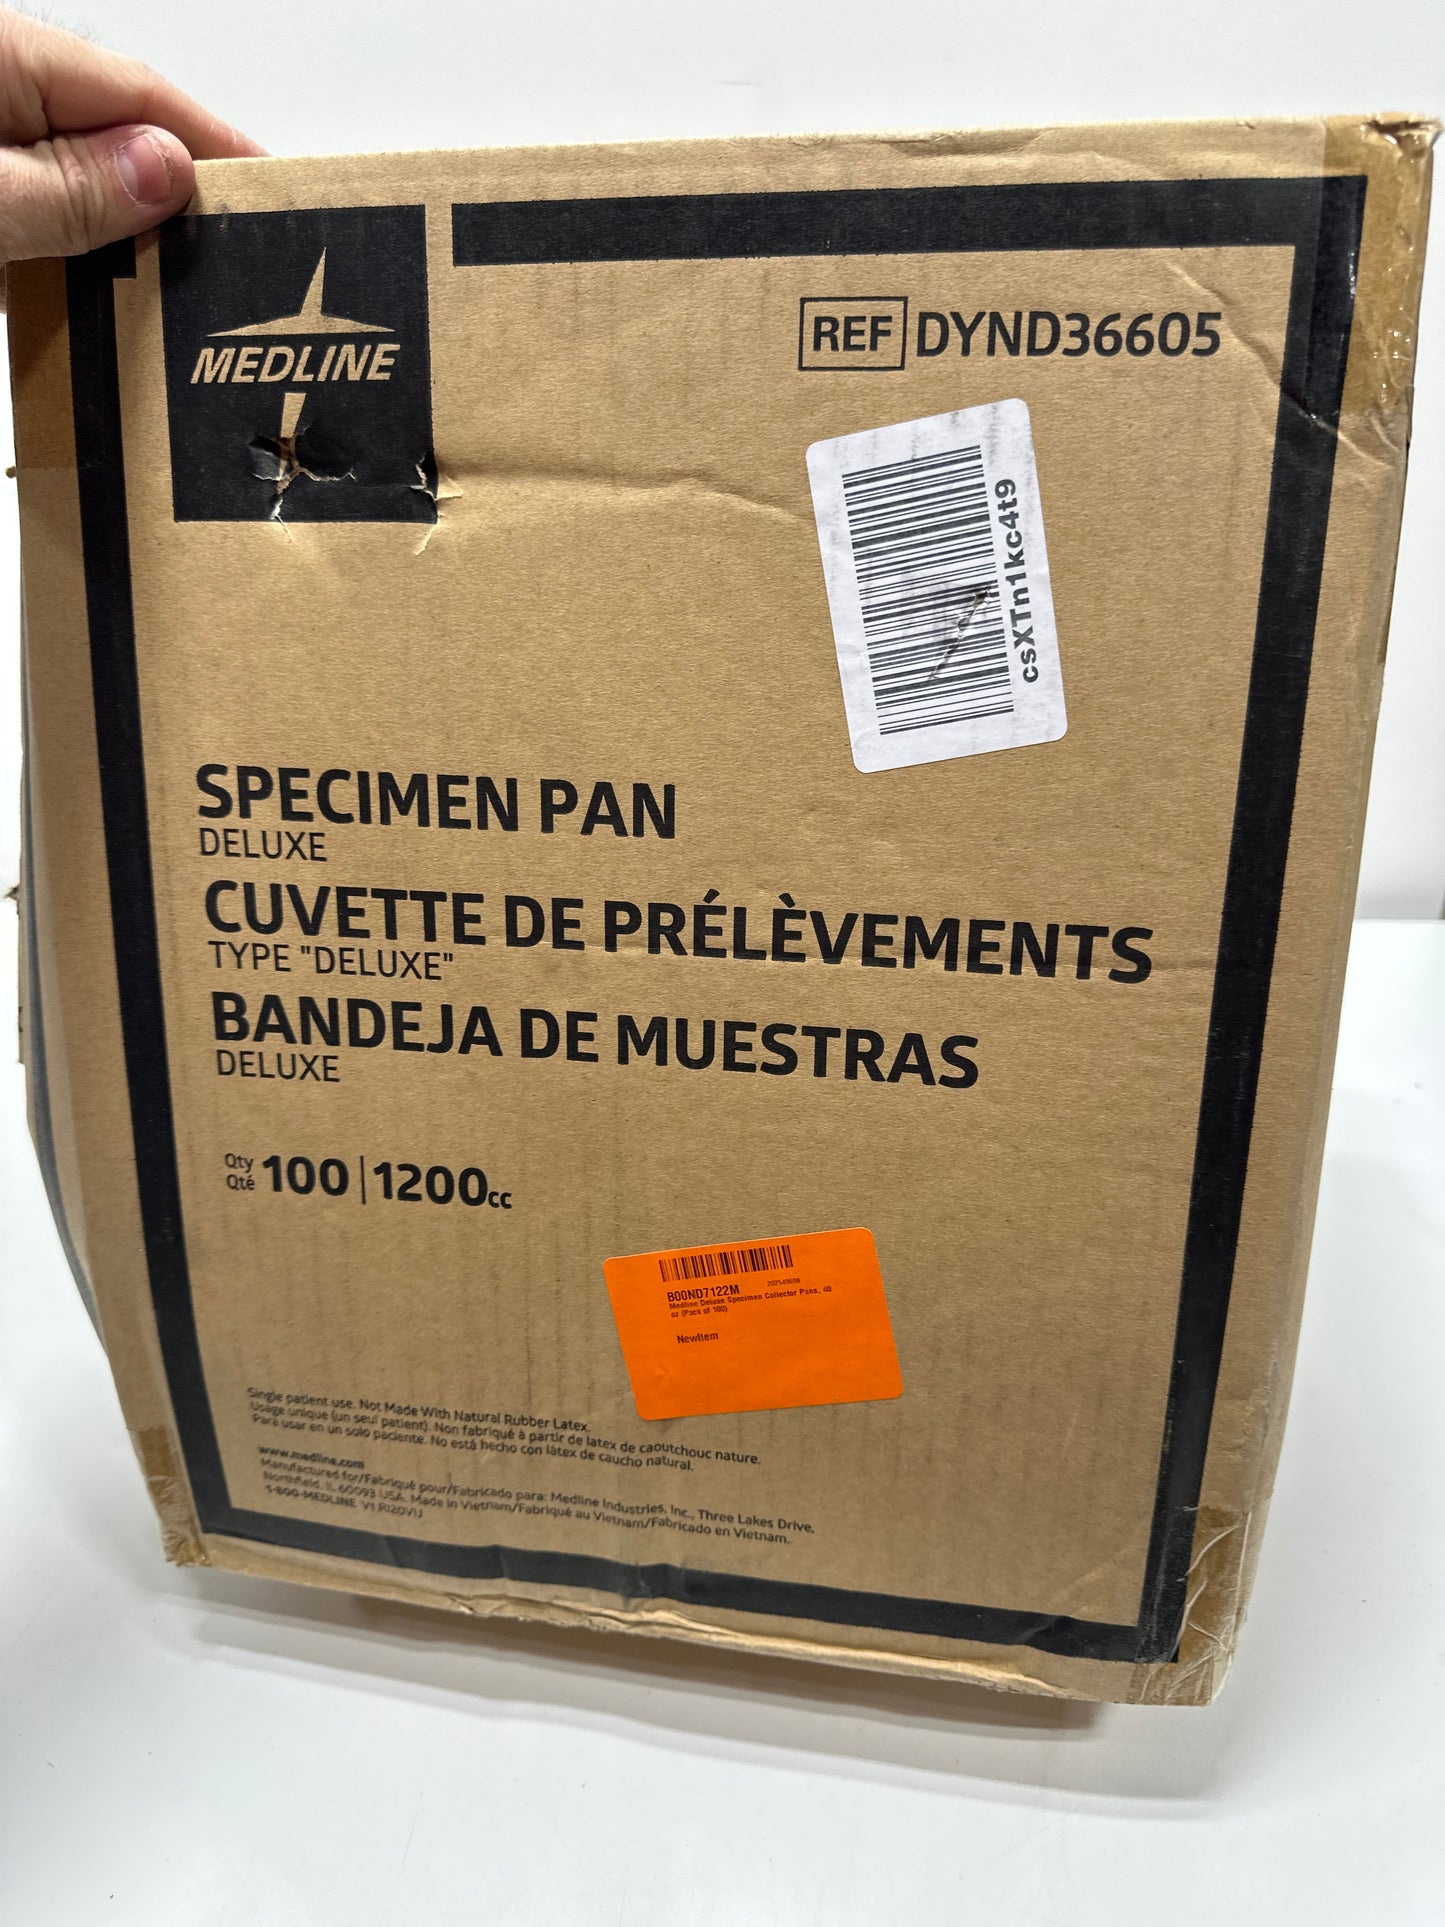 MEDLINE
REF DYND36605
csXTn1kc4t9
SPECIMEN PAN
DELUXE
CUVETTE DE PRÉLÈVEMENTS
TYPE "DELUXE"
BANDEJA DE MUESTRAS
DELUXE
Qty
Qté 100 | 1200cc
202549698
B00ND7122M
Medline Deluxe Specimen Collector Pans, 40
oz (Pack of 100)
NewItem
Single patient use. Not Made With Natural Rubber Latex.
Usage unique (un seul patient). Non fabriqué à partir de latex de caoutchouc nature.
Para usar en un solo paciente. No está hecho con látex de caucho natural.
www.medline.com
Manufactured for/Fabriqué pour/Fabricado para: Medline Industries, Inc., Three Lakes Drive,
Northfield, IL 60093 USA. Made in Vietnam/Fabriqué au Vietnam/Fabricado en Vietnam.
1-800-MEDLINE V1 RI20VIJ